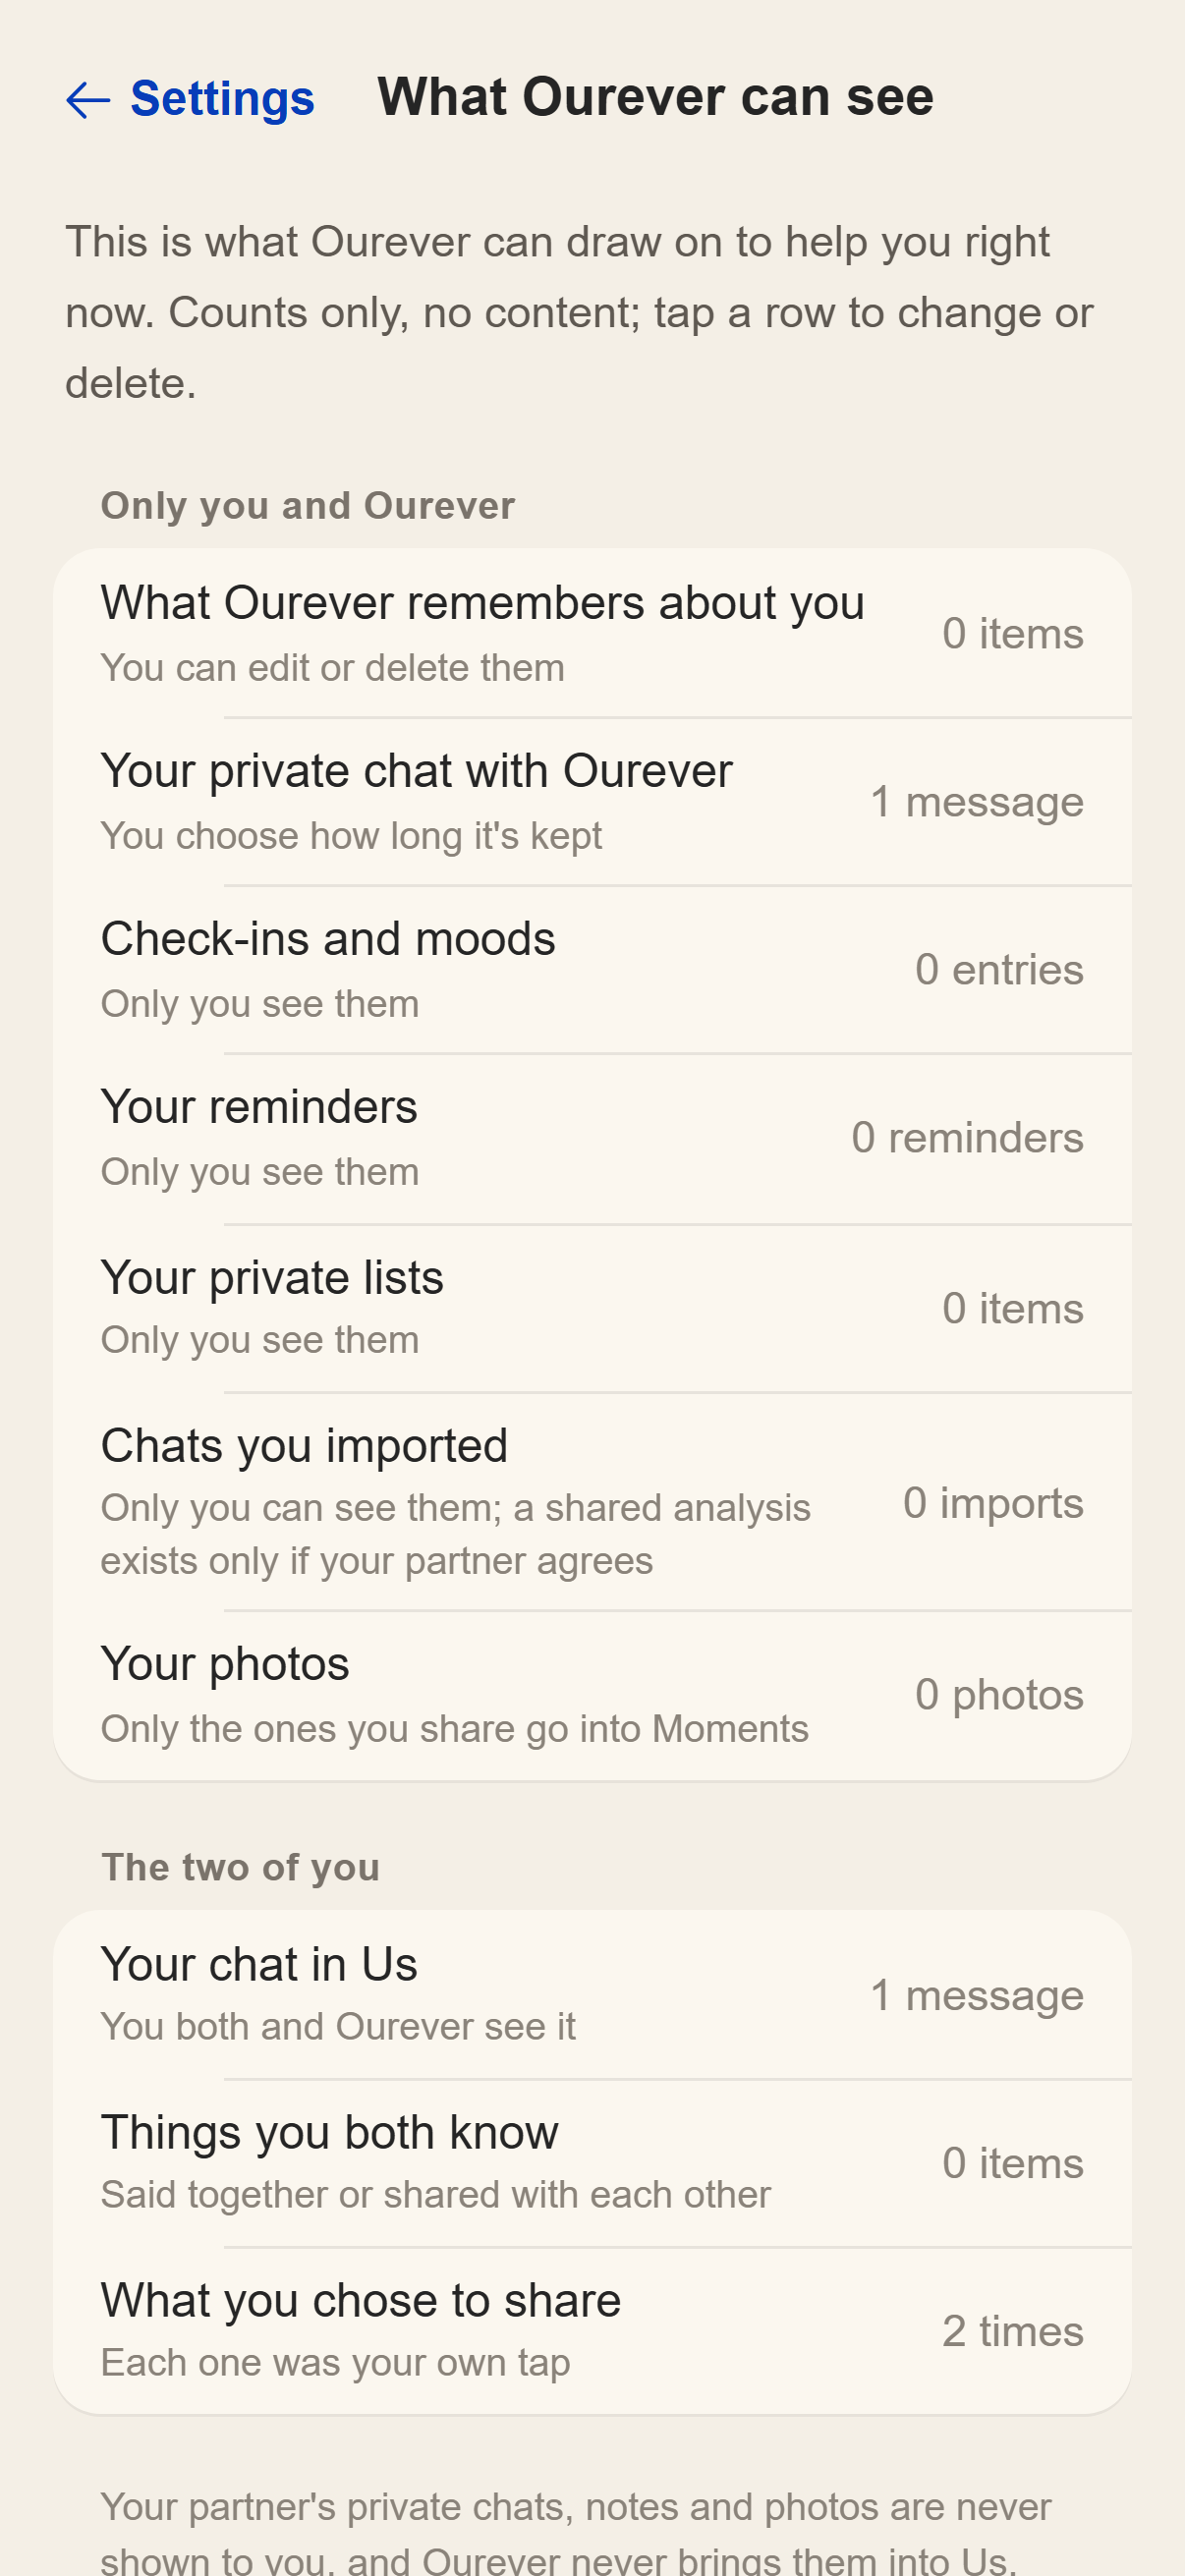 ← Settings What Ourever can see
This is what Ourever can draw on to help you right
now. Counts only, no content; tap a row to change or
delete.
Only you and Ourever
What Ourever remembers about you
0 items
You can edit or delete them
Your private chat with Ourever
1 message
You choose how long it's kept
Check-ins and moods
0 entries
Only you see them
Your reminders
0 reminders
Only you see them
Your private lists
0 items
Only you see them
Chats you imported
Only you can see them; a shared analysis
0 imports
exists only if your partner agrees
Your photos
0 photos
Only the ones you share go into Moments
The two of you
Your chat in Us
1 message
You both and Ourever see it
Things you both know
0 items
Said together or shared with each other
What you chose to share
2 times
Each one was your own tap
Your partner's private chats, notes and photos are never
shown to you, and Ourever never brings them into Us.